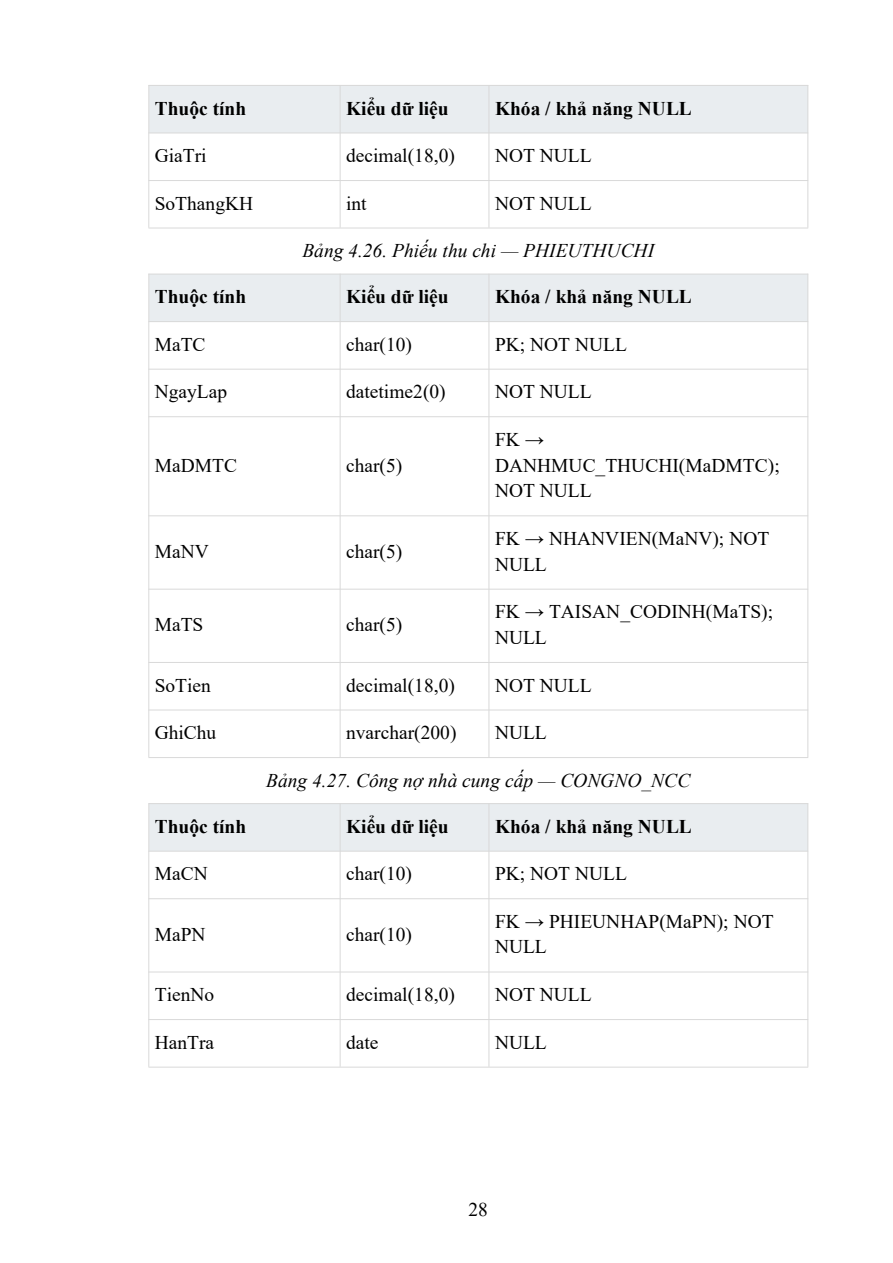 Thuộc tính Kiểu dữ liệu Khóa / khả năng NULL
GiaTri decimal(18,0) NOT NULL
SoThangKH int NOT NULL
Bảng 4.26. Phiếu thu chi — PHIEUTHUCHI
Thuộc tính Kiểu dữ liệu Khóa / khả năng NULL
MaTC char(10) PK; NOT NULL
NgayLap datetime2(0) NOT NULL
FK →
MaDMTC char(5) DANHMUC_THUCHI(MaDMTC);
NOT NULL
MaNV char(5) FK → NHANVIEN(MaNV); NOT
NULL
MaTS char(5) FK → TAISAN_CODINH(MaTS);
NULL
SoTien decimal(18,0) NOT NULL
GhiChu nvarchar(200) NULL
Bảng 4.27. Công nợ nhà cung cấp — CONGNO_NCC
Thuộc tính Kiểu dữ liệu Khóa / khả năng NULL
MaCN char(10) PK; NOT NULL
MaPN char(10) FK → PHIEUNHAP(MaPN); NOT
NULL
TienNo decimal(18,0) NOT NULL
HanTra date NULL
28